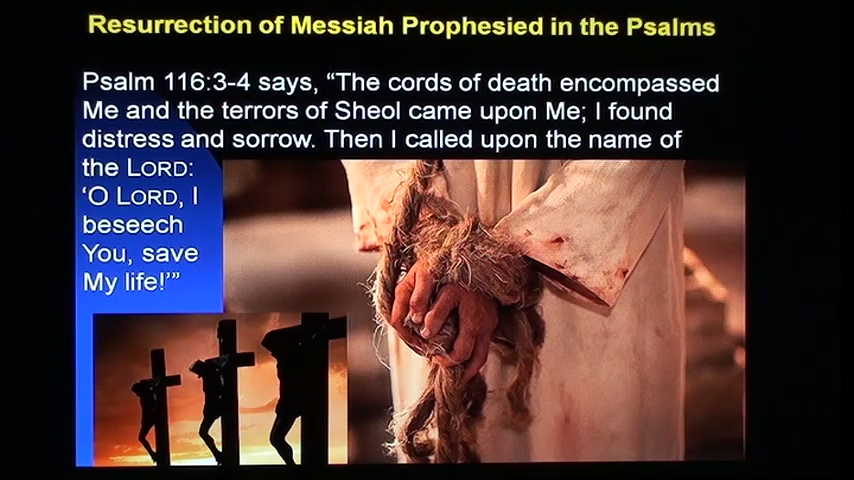 Resurrection of Messiah Prophesied in the Psalms
Psalm 116:3-4 says, “The cords of death encompassed
Me and the terrors of Sheol came upon Me; I found
distress and sorrow. Then I called upon the name of
the LORD:
‘O LORD, I
beseech
You, save
My life!’”